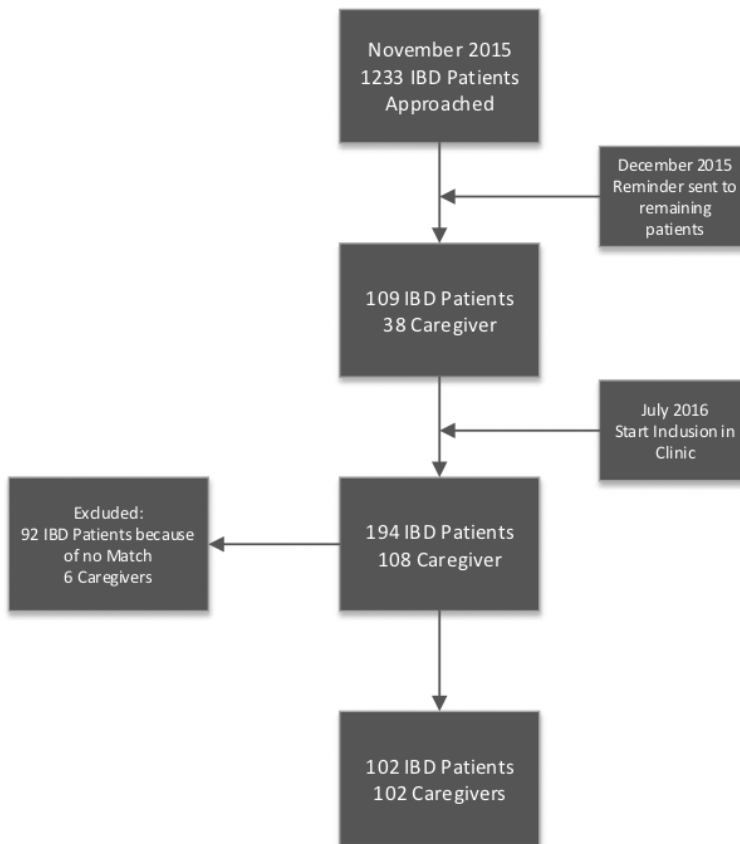 November 2015
1233 IBD Patients
Approached
December 2015
Reminder sent to
remaining
patients
109 IBD Patients
38 Caregiver
July 2016
Start Inclusion in
Clinic
Excluded:
92 IBD Patients because
of no Match
6 Caregivers
194 IBD Patients
108 Caregiver
102 IBD Patients
102 Caregivers